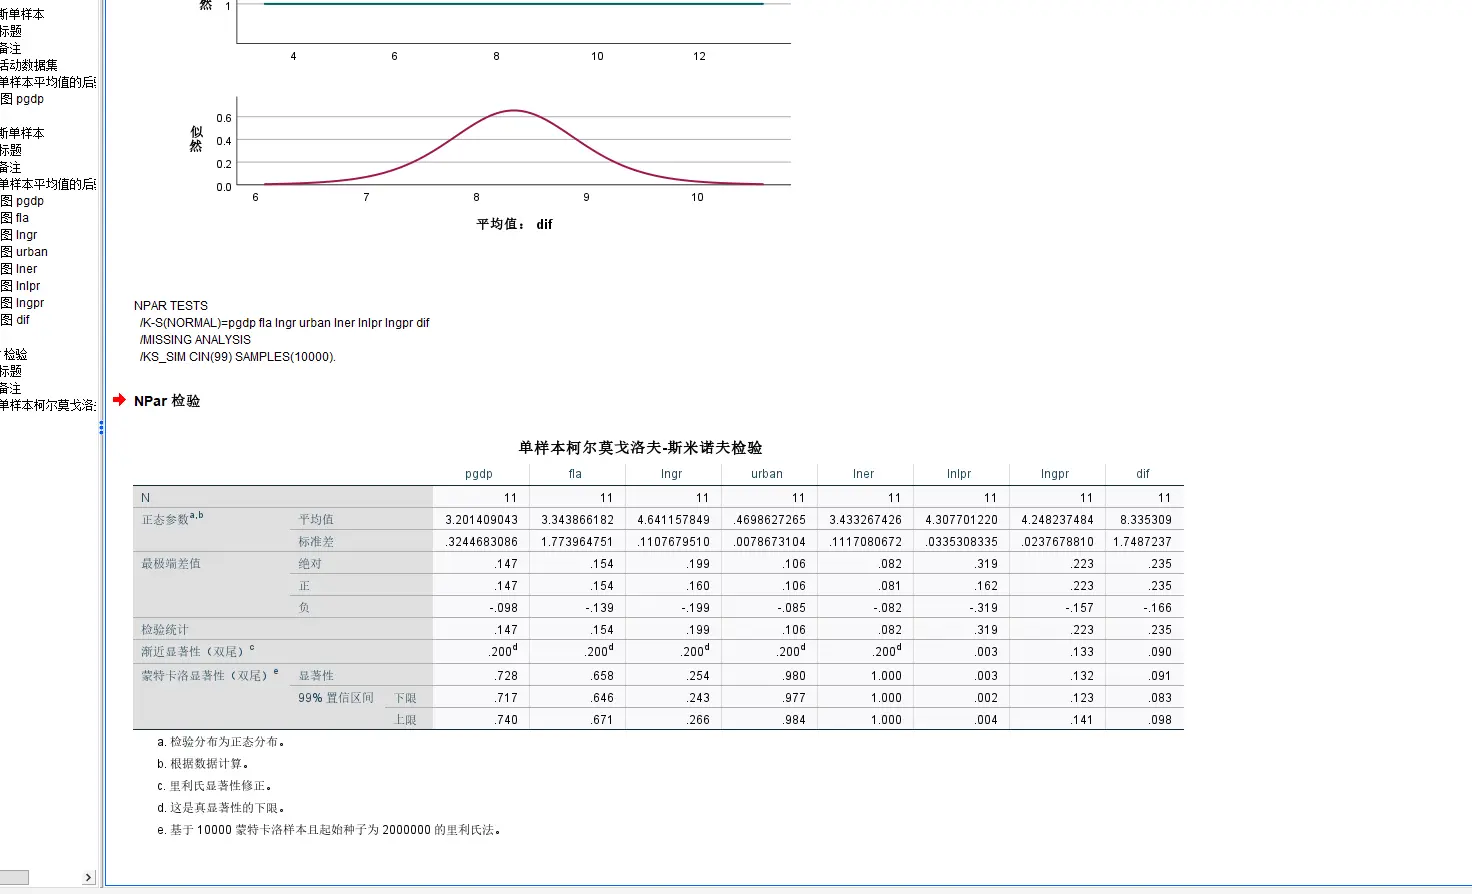 斯单样本
标题
备注
活动数据集
单样本平均值的后
图 pgdp
斯单样本
标题
备注
单样本平均值的后
图 pgdp
图 fla
图 lngr
图 urban
图 lner
图 lnlpr
图 lngpr
图 dif
检验
标题
备注
单样本柯尔莫戈洛
然
1
4 6 8 10 12
似然
0.6
0.4
0.2
0.0
6 7 8 9 10
平均值： dif
NPAR TESTS
/K-S(NORMAL)=pgdp fla lngr urban lner lnlpr lngpr dif
/MISSING ANALYSIS
/KS_SIM CIN(99) SAMPLES(10000).
NPar 检验
单样本柯尔莫戈洛夫-斯米诺夫检验
pgdp fla lngr urban lner lnlpr lngpr dif
N 11 11 11 11 11 11 11 11
正态参数a,b 平均值 3.201409043 3.343866182 4.641157849 .4698627265 3.433267426 4.307701220 4.248237484 8.335309
标准差 .3244683086 1.773964751 .1107679510 .0078673104 .1117080672 .0335308335 .0237678810 1.7487237
最极端差值 绝对 .147 .154 .199 .106 .082 .319 .223 .235
正 .147 .154 .160 .106 .081 .162 .223 .235
负 -.098 -.139 -.199 -.085 -.082 -.319 -.157 -.166
检验统计 .147 .154 .199 .106 .082 .319 .223 .235
渐近显著性（双尾）c .200d .200d .200d .200d .200d .003 .133 .090
蒙特卡洛显著性（双尾）e 显著性 .728 .658 .254 .980 1.000 .003 .132 .091
99% 置信区间 下限 .717 .646 .243 .977 1.000 .002 .123 .083
上限 .740 .671 .266 .984 1.000 .004 .141 .098
a. 检验分布为正态分布。
b. 根据数据计算。
c. 里利氏显著性修正。
d. 这是真显著性的下限。
e. 基于 10000 蒙特卡洛样本且起始种子为 2000000 的里利氏法。